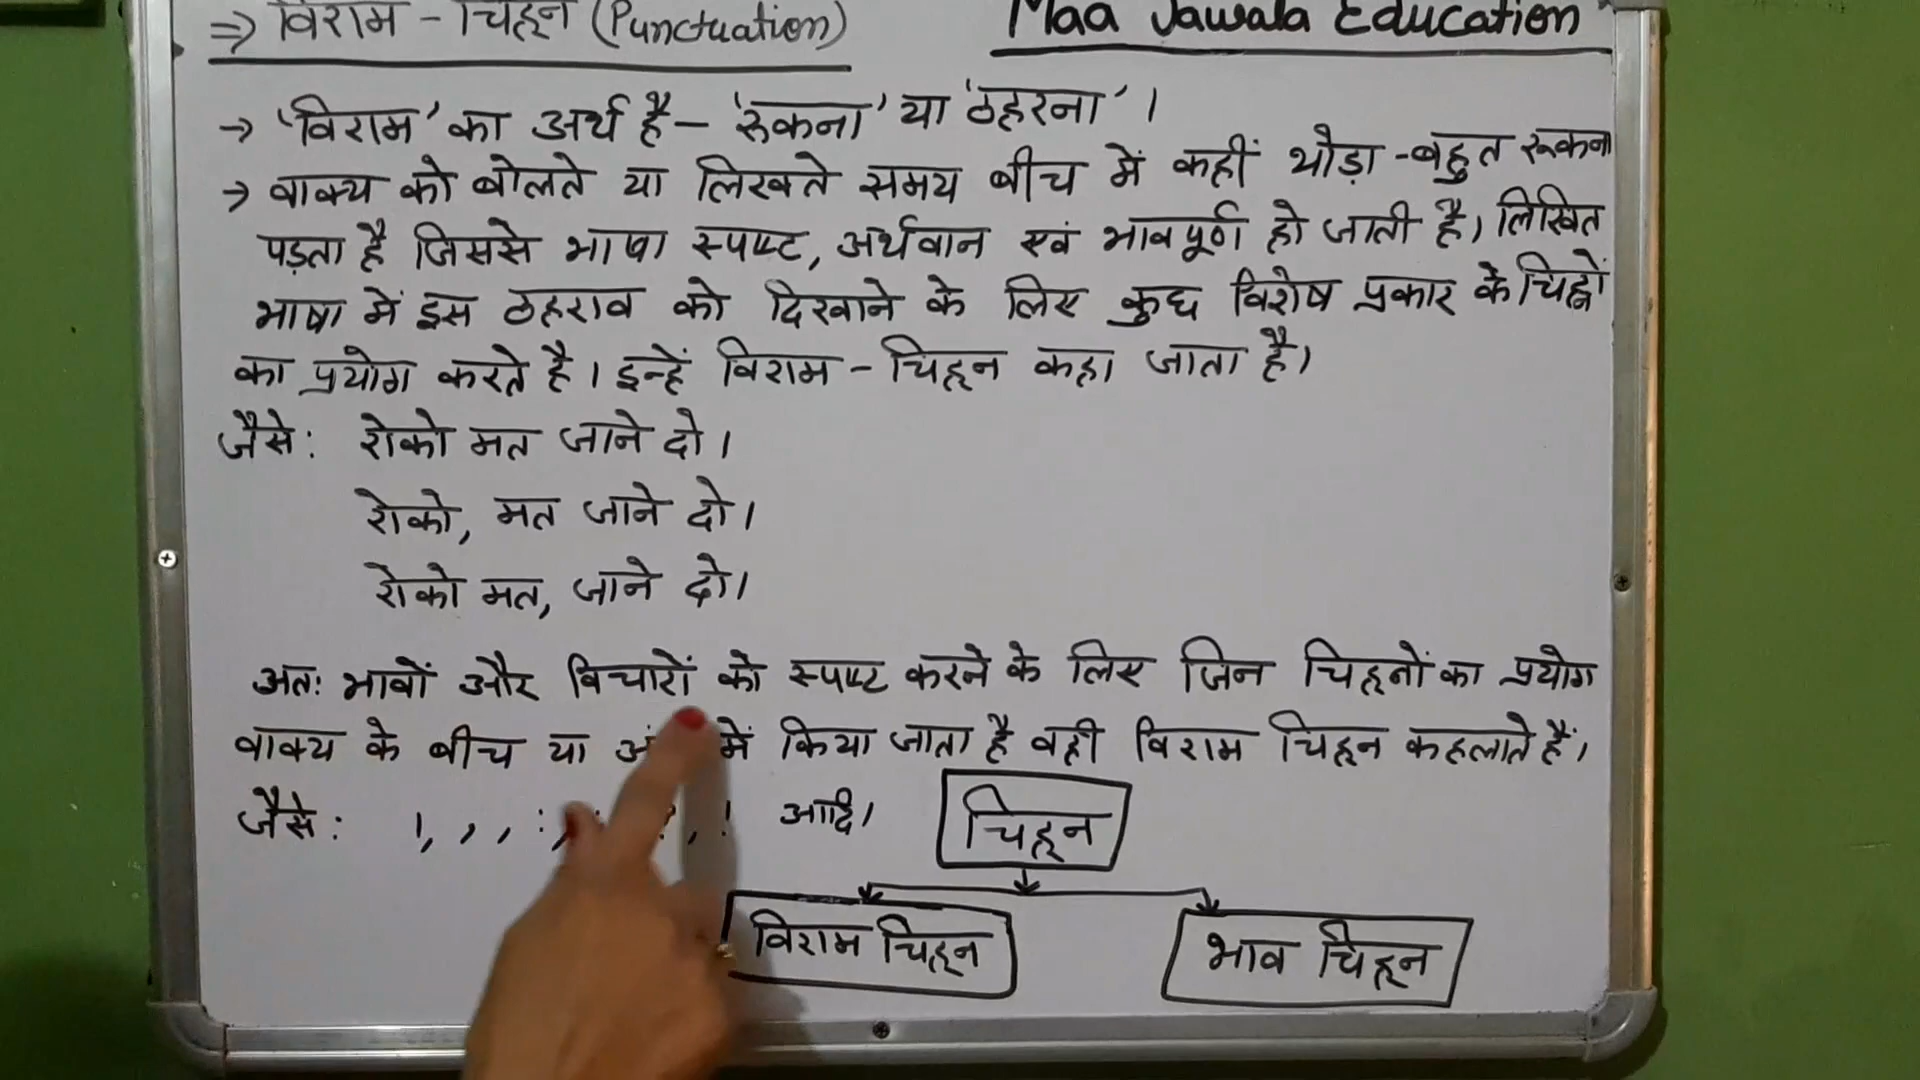 ⇒ विराम - चिह्न (Punctuation)
Maa Jawala Education
→ 'विराम' का अर्थ है – 'रूकना' या 'ठहरना' ।
→ वाक्य को बोलते या लिखते समय बीच में कहीं थोड़ा - बहुत रूकना
पड़ता है जिससे भाषा स्पष्ट, अर्थवान एवं भावपूर्ण हो जाती है। लिखित
भाषा में इस ठहराव को दिखाने के लिए कुछ विशेष प्रकार के चिह्नों
का प्रयोग करते है । इन्हें विराम - चिह्न कहा जाता है।
जैसे : रोको मत जाने दो ।
रोको, मत जाने दो ।
रोको मत, जाने दो।
अतः भावों और विचारों को स्पष्ट करने के लिए जिन चिह्नों का प्रयोग
वाक्य के बीच या में किया जाता है वही विराम चिह्न कहलाते हैं।
जैसे : ।, , , : , ! आदि।
चिह्न
विराम चिह्न
भाव चिह्न